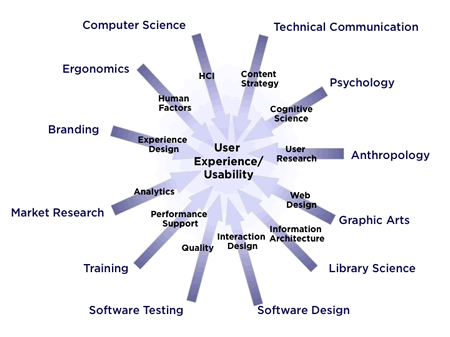 Computer Science
Technical Communication
Ergonomics
HCI
Content
Strategy
Psychology
Human
Factors
Cognitive
Science
Branding
Experience
Design
User
Experience/
Usability
User
Research
Anthropology
Analytics
Web
Design
Market Research
Performance
Support
Graphic Arts
Quality
Interaction
Design
Information
Architecture
Training
Library Science
Software Testing
Software Design